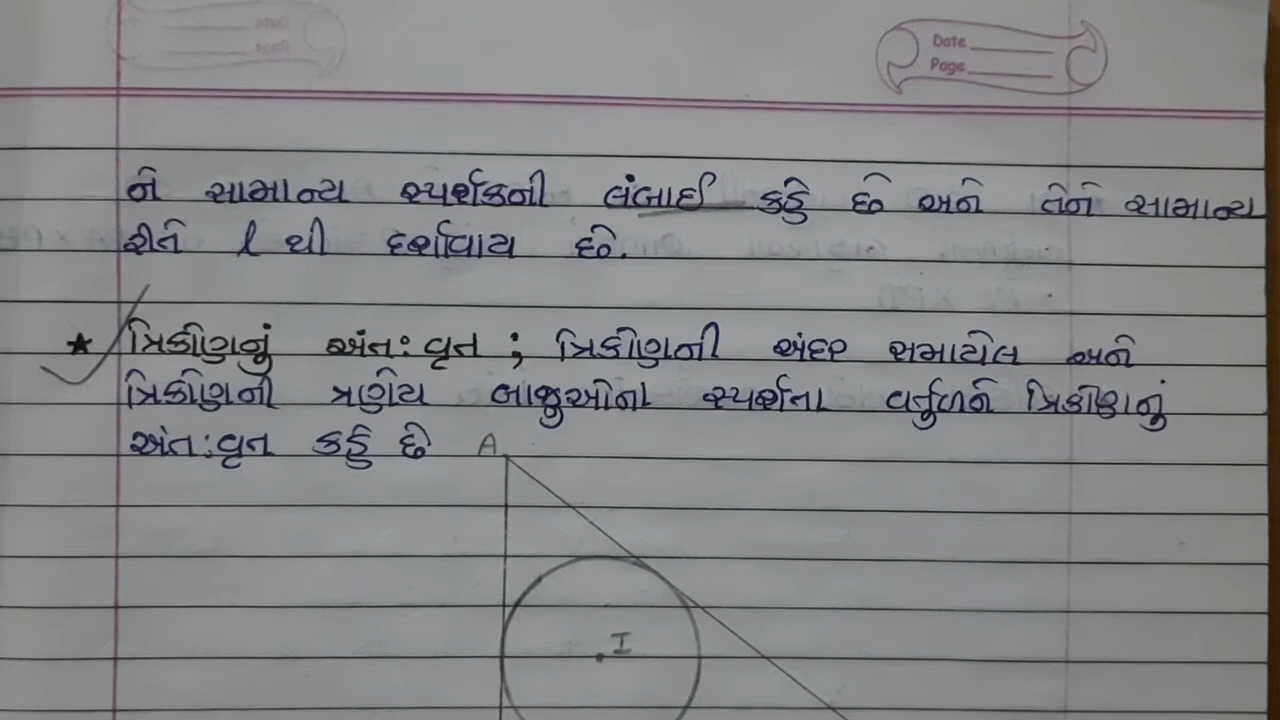 Date
Page
ને સામાન્ય સ્પર્શકની લંબાઈ કહે છે અને તેને સામાન્ય
રીતે l થી દર્શાવાય છે.
★ ત્રિકોણનું અંતઃવૃત ; ત્રિકોણની અંદર સમાયેલ અને
ત્રિકોણની ત્રણેય બાજુઓના સ્પર્શતા વર્તુળને ત્રિકોણનું
અંતઃવૃત કહે છે
A
I